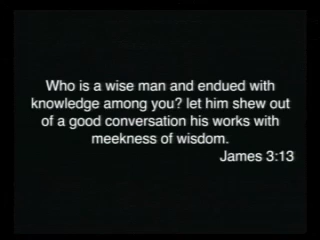 Who is a wise man and endued with
knowledge among you? let him shew out
of a good conversation his works with
meekness of wisdom.
James 3:13